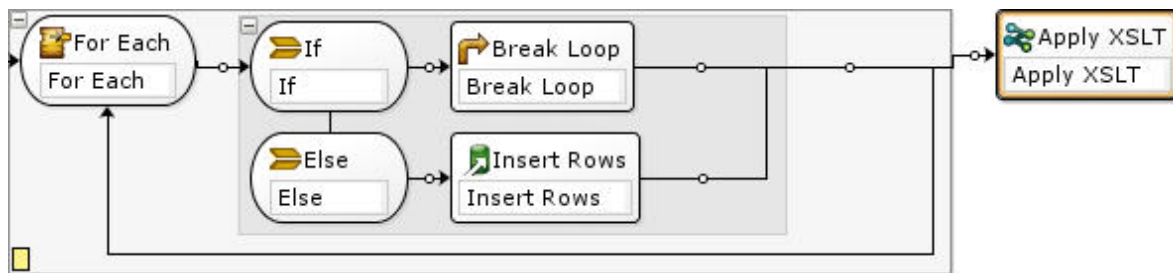 For Each
For Each
If
If
Break Loop
Break Loop
Else
Else
Insert Rows
Insert Rows
Apply XSLT
Apply XSLT